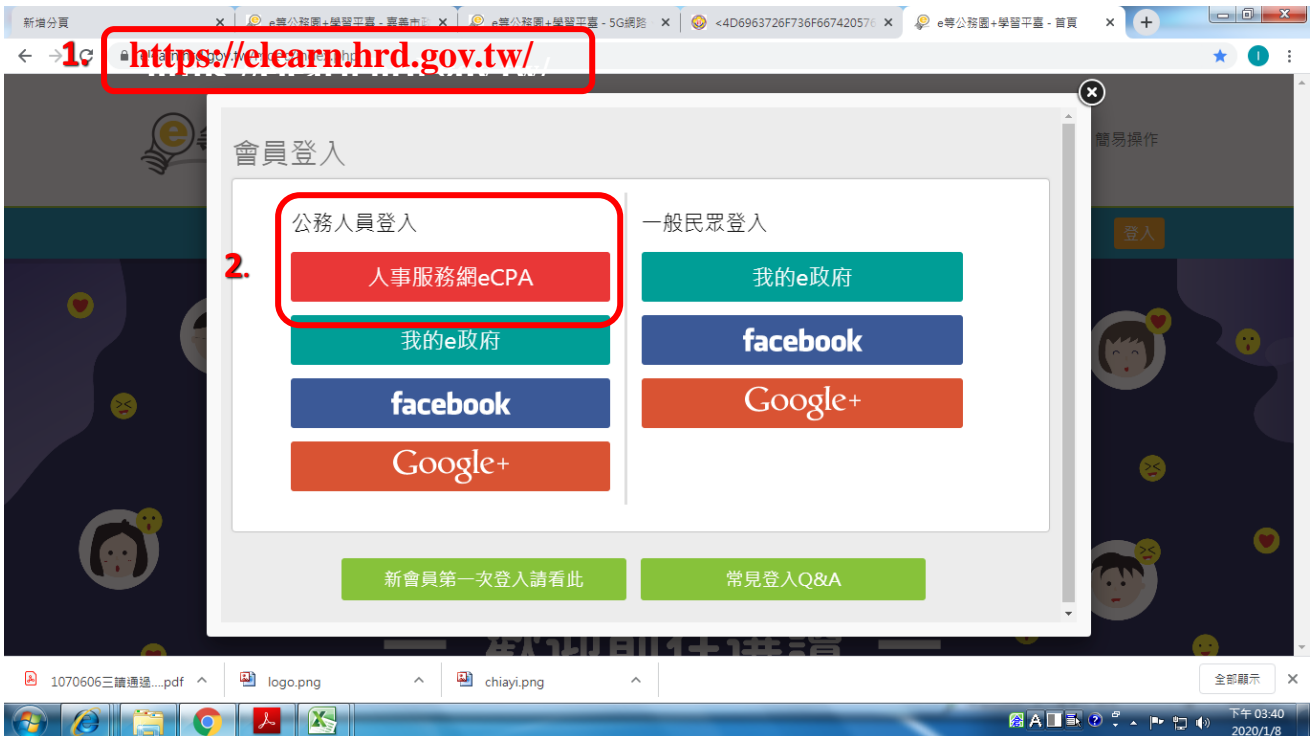 新增分頁
e等公務園+學習平臺 - 嘉義市
e等公務園+學習平臺 - 5G網路
<4D6963726F736F667420576
e等公務園+學習平臺 - 首頁
1.
https://elearn.hrd.gov.tw/
簡易操作
會員登入
登入
公務人員登入
一般民眾登入
2.
人事服務網eCPA
我的e政府
我的e政府
facebook
facebook
Google+
Google+
新會員第一次登入請看此
常見登入Q&A
1070606三讀通過....pdf
logo.png
chiayi.png
全部顯示
下午 03:40
2020/1/8